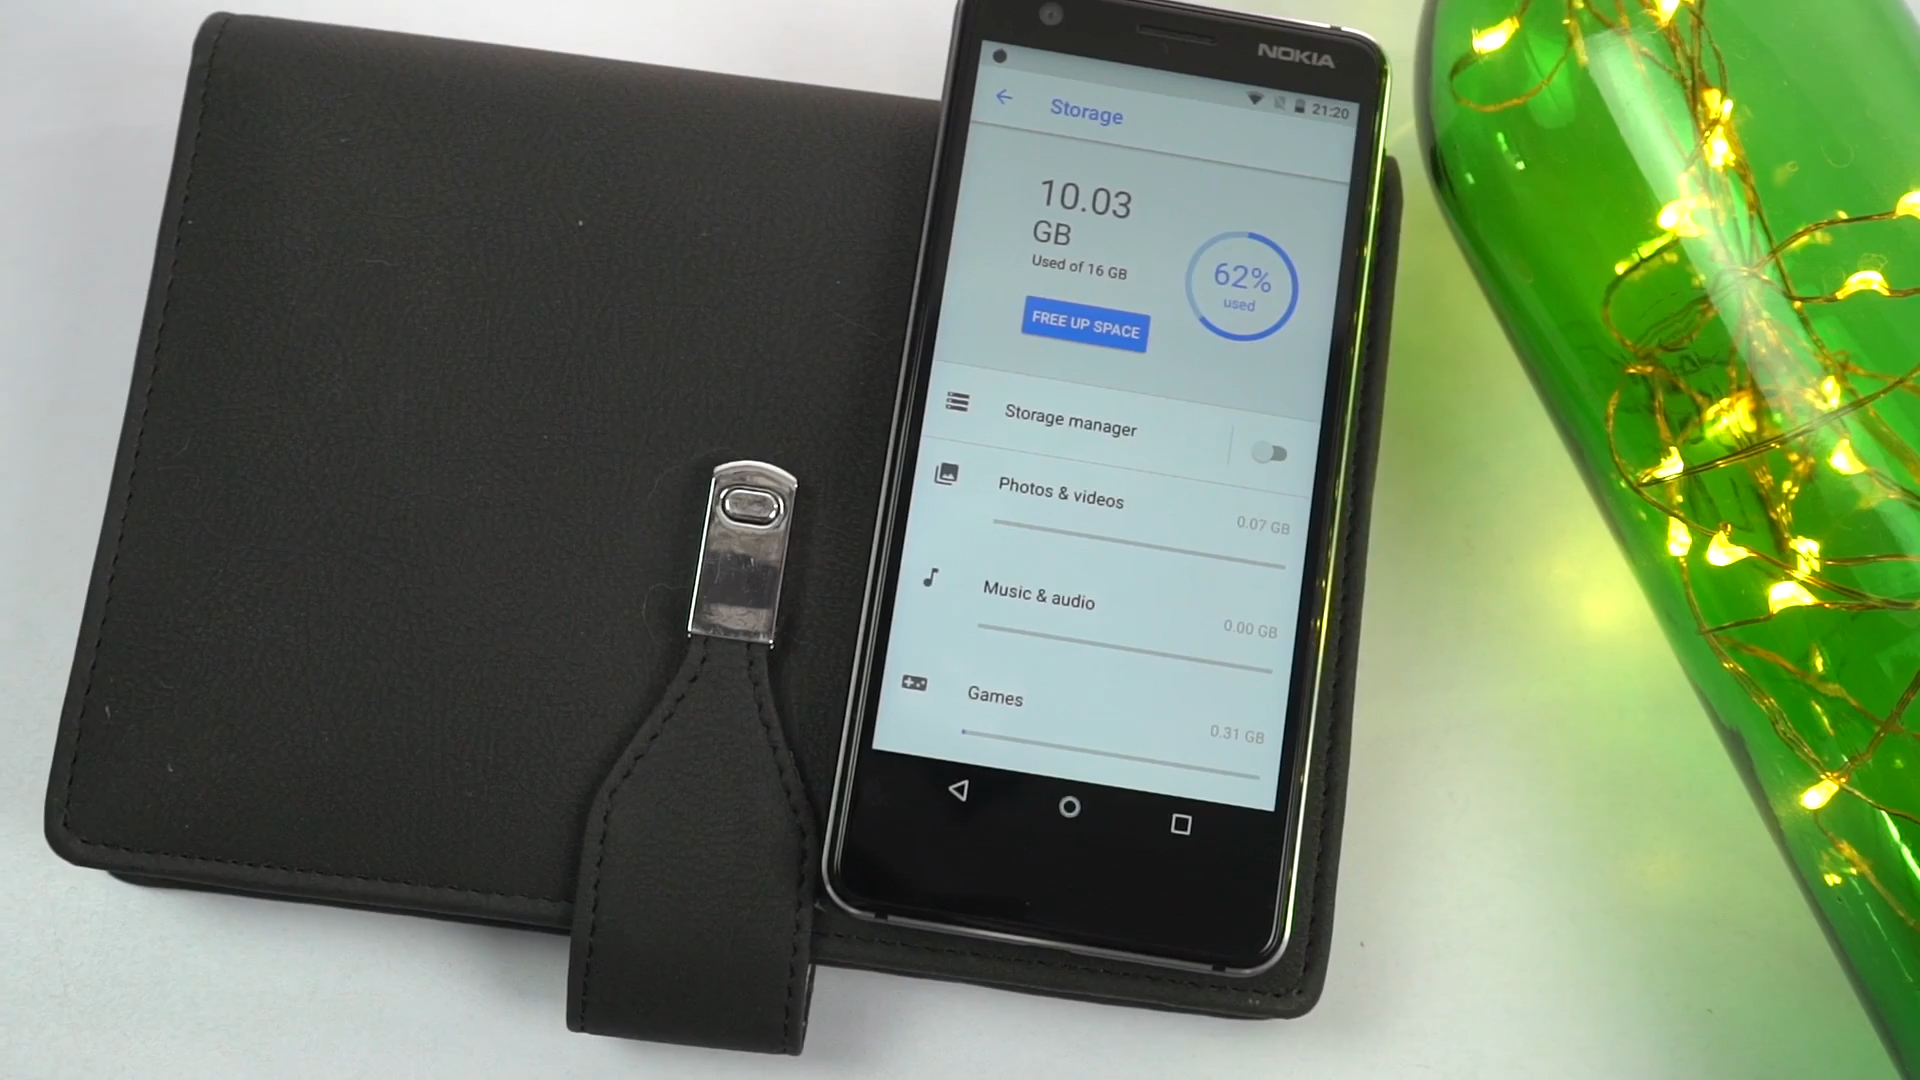 NOKIA
21:20
Storage
10.03
GB
Used of 16 GB
62%
used
FREE UP SPACE
Storage manager
Photos & videos
0.07 GB
Music & audio
0.00 GB
Games
0.31 GB